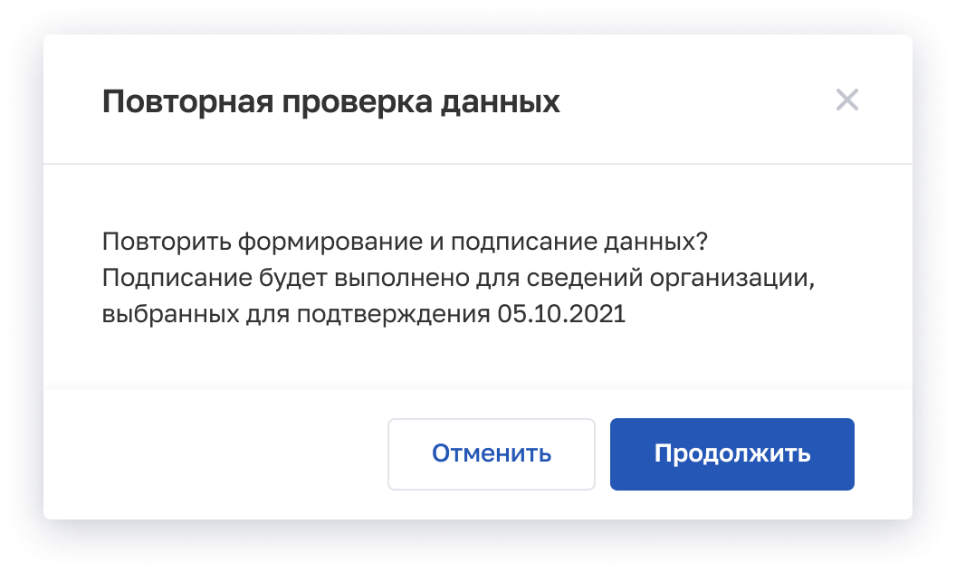 Повторная проверка данных
Повторить формирование и подписание данных?
Подписание будет выполнено для сведений организации,
выбранных для подтверждения 05.10.2021
Отменить
Продолжить